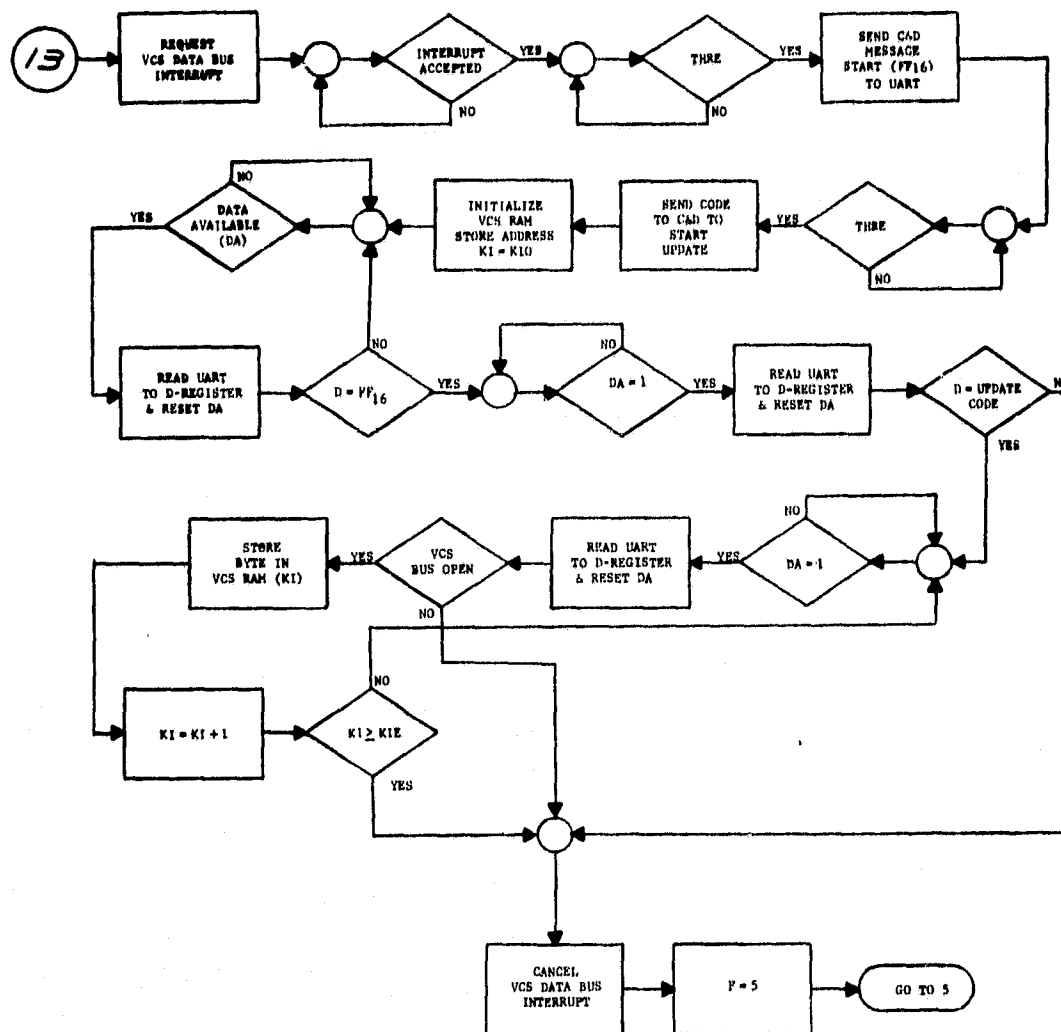 13
REQUEST
VCS DATA BUS
INTERRUPT
INTERRUPT
ACCEPTED
YES
NO
THRE
YES
NO
SEND C&D
MESSAGE
START (FF16)
TO UART
THRE
YES
NO
SEND CODE
TO C&D TO
START
UPDATE
INITIALIZE
VCS RAM
STORE ADDRESS
KI = KIO
DATA
AVAILABLE
(DA)
NO
YES
READ UART
TO D-REGISTER
& RESET DA
D = FF16
NO
YES
DA = 1
NO
YES
READ UART
TO D-REGISTER
& RESET DA
D = UPDATE
CODE
YES
DA = 1
NO
YES
READ UART
TO D-REGISTER
& RESET DA
VCS
BUS OPEN
YES
NO
STORE
BYTE IN
VCS RAM (KI)
KI = KI + 1
KI ≥ KIE
NO
YES
CANCEL
VCS DATA BUS
INTERRUPT
F = 5
GO TO 5